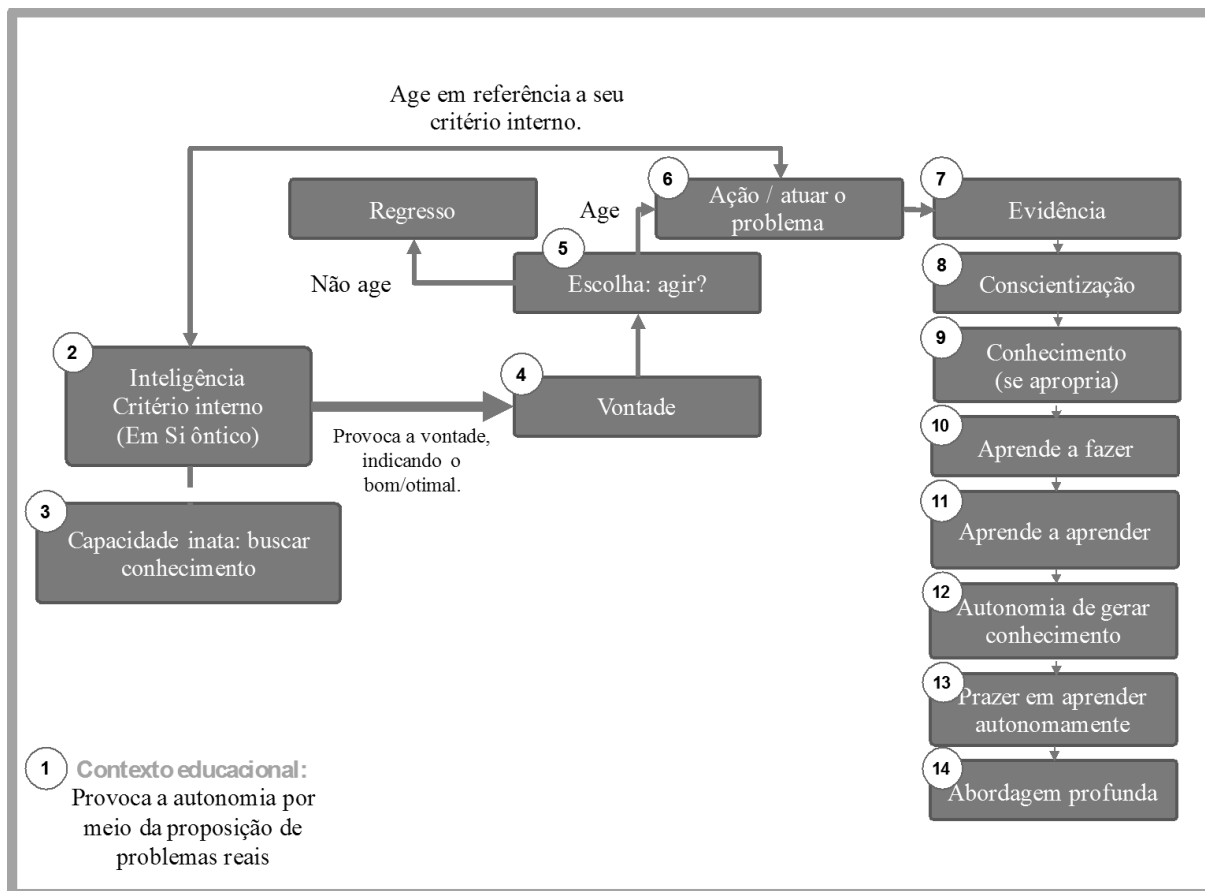 Age em referência a seu
critério interno.
6
Ação / atuar o
problema
7
Evidência
Regresso
Age
5
Escolha: agir?
Não age
8
Conscientização
9
Conhecimento
(se apropria)
2
Inteligência
Critério interno
(Em Si ôntico)
4
Vontade
Provoca a vontade,
indicando o
bom/otimal.
10
Aprende a fazer
3
Capacidade inata: buscar
conhecimento
11
Aprende a aprender
12
Autonomia de gerar
conhecimento
13
Prazer em aprender
autonomamente
14
Abordagem profunda
1
Contexto educacional:
Provoca a autonomia por
meio da proposição de
problemas reais